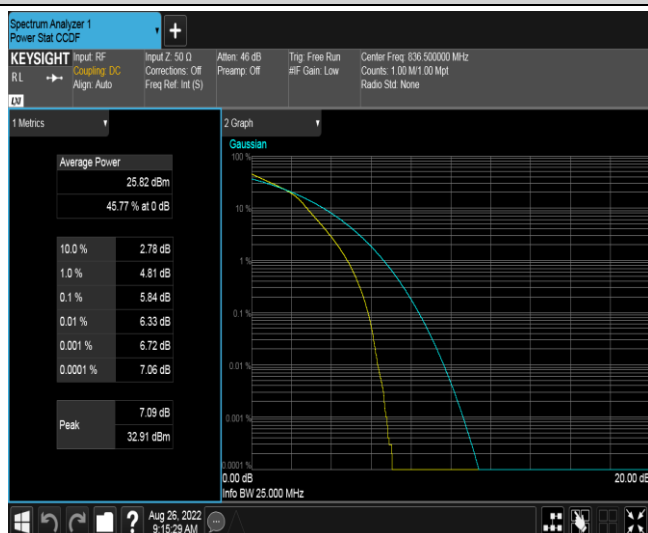 Spectrum Analyzer 1
Power Stat CCDF
+
KEYSIGHT
RL
LXI
Input: RF
Coupling: DC
Align: Auto
Input Z: 50 Ω
Corrections: Off
Freq Ref: Int (S)
Atten: 46 dB
Preamp: Off
Trig: Free Run
#IF Gain: Low
Center Freq: 836.500000 MHz
Counts: 1.00 M/1.00 Mpt
Radio Std: None
1 Metrics
Average Power
25.82 dBm
45.77 % at 0 dB
10.0 % 2.78 dB
1.0 % 4.81 dB
0.1 % 5.84 dB
0.01 % 6.33 dB
0.001 % 6.72 dB
0.0001 % 7.06 dB
Peak
7.09 dB
32.91 dBm
2 Graph
Gaussian
100 %
10 %
1 %
0.1 %
0.01 %
0.001 %
0.0001 %
0.00 dB
20.00 dB
Info BW 25.000 MHz
?
Aug 26, 2022
9:15:29 AM